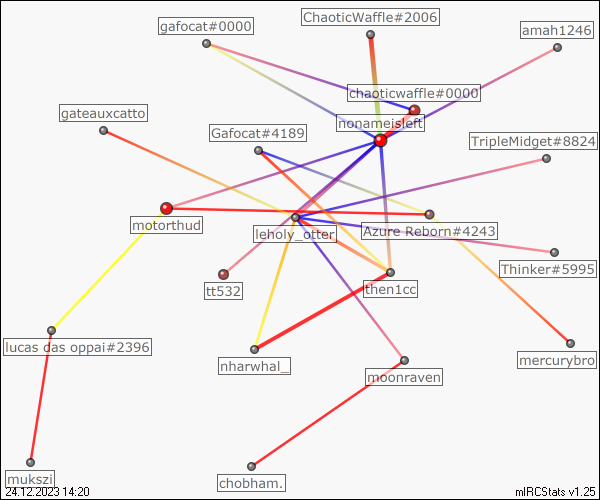 ChaoticWaffle#2006
gafocat#0000
amah1246
chaoticwaffle#0000
gateauxcatto
nonameisleft
Gafocat#4189
TripleMidget#8824
motorthud
leholy_otter
Azure Reborn#4243
Thinker#5995
tt532
then1cc
lucas das oppai#2396
nharwhal_
mercurybro
moonraven
mukszi
chobham.
24.12.2023 14:20
mIRCStats v1.25